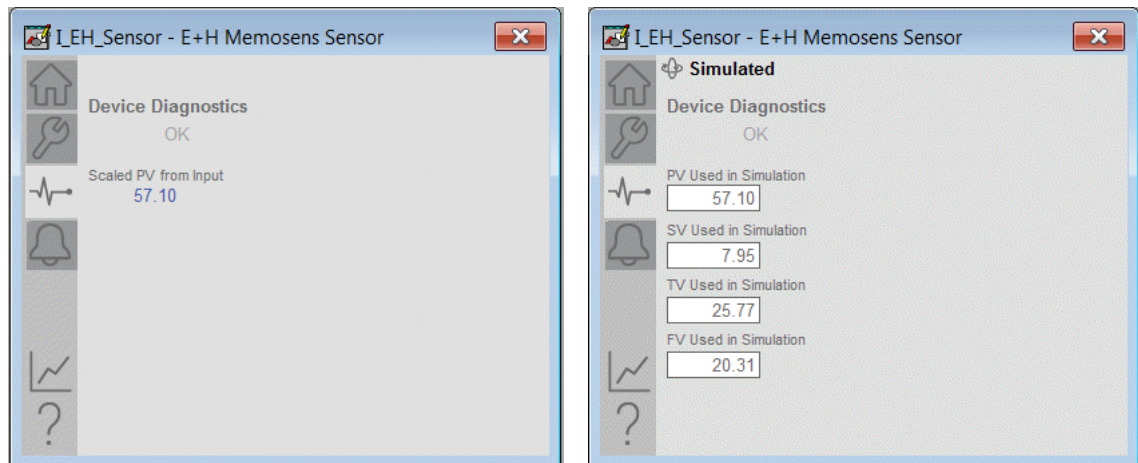 I_EH_Sensor - E+H Memosens Sensor
Device Diagnostics
OK
Scaled PV from Input
57.10
?
I_EH_Sensor - E+H Memosens Sensor
Simulated
Device Diagnostics
OK
PV Used in Simulation
57.10
SV Used in Simulation
7.95
TV Used in Simulation
25.77
FV Used in Simulation
20.31
?